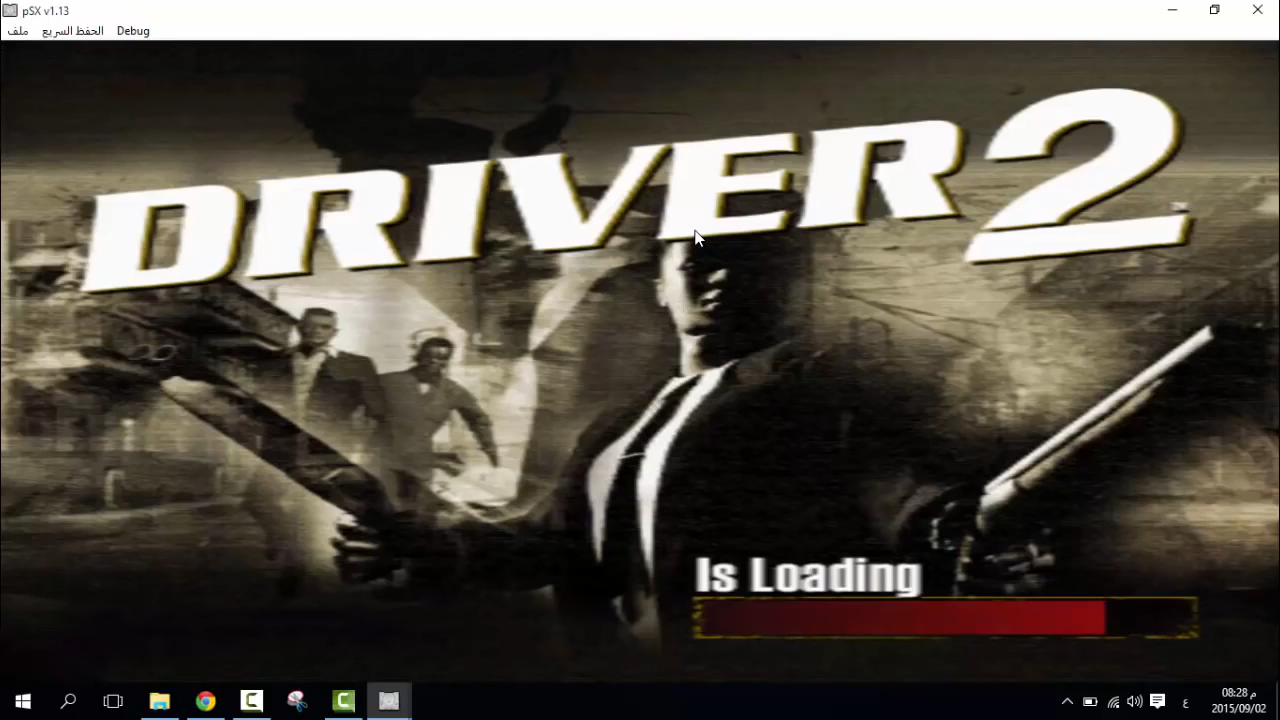 pSX v1.13
ملف الحفظ السريع Debug
DRIVER 2
Is Loading
ع
08:28 م
2015/09/02